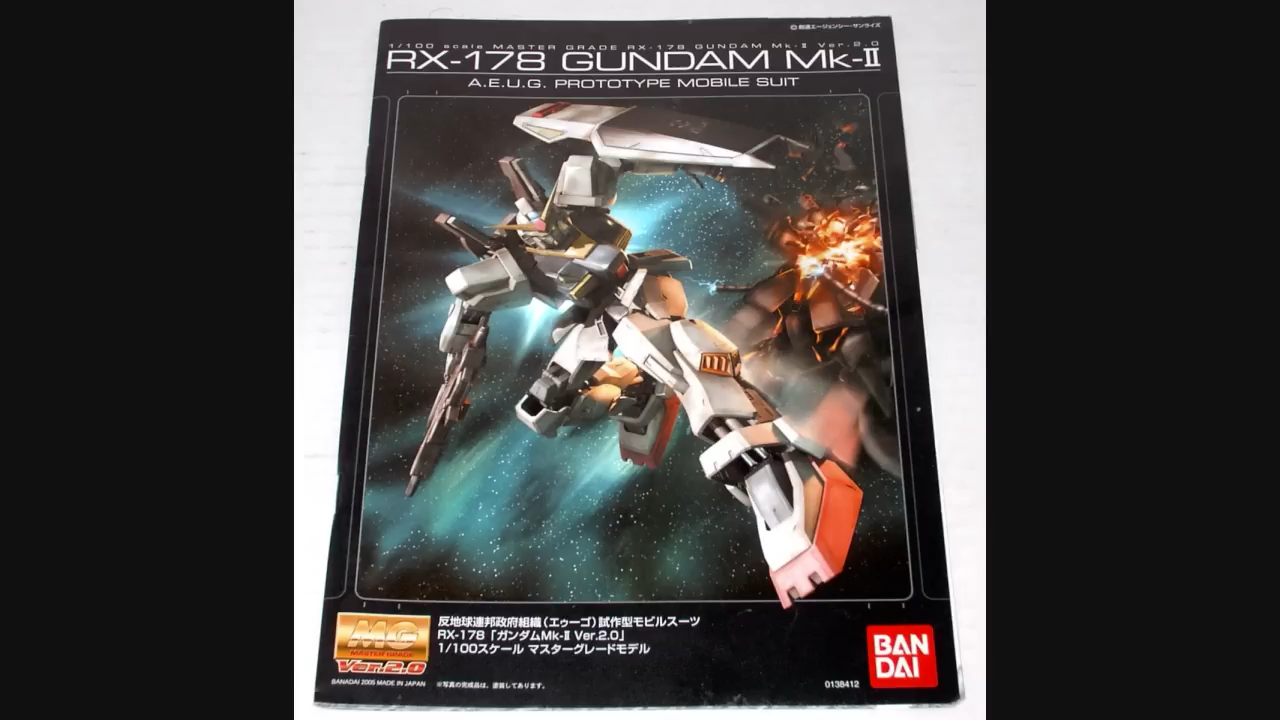 ©創通エージェンシー・サンライズ
1/100 scale MASTER GRADE RX-178 GUNDAM Mk-Ⅱ Ver.2.0
RX-178 GUNDAM Mk-Ⅱ
A.E.U.G. PROTOTYPE MOBILE SUIT
MG
MASTER GRADE
Ver.2.0
反地球連邦政府組織(エゥーゴ)試作型モビルスーツ
RX-178「ガンダムMk-Ⅱ Ver.2.0」
1/100スケール マスターグレードモデル
BANADAI 2005 MADE IN JAPAN
※写真の完成品は、塗装してあります。
0138412
BAN
DAI